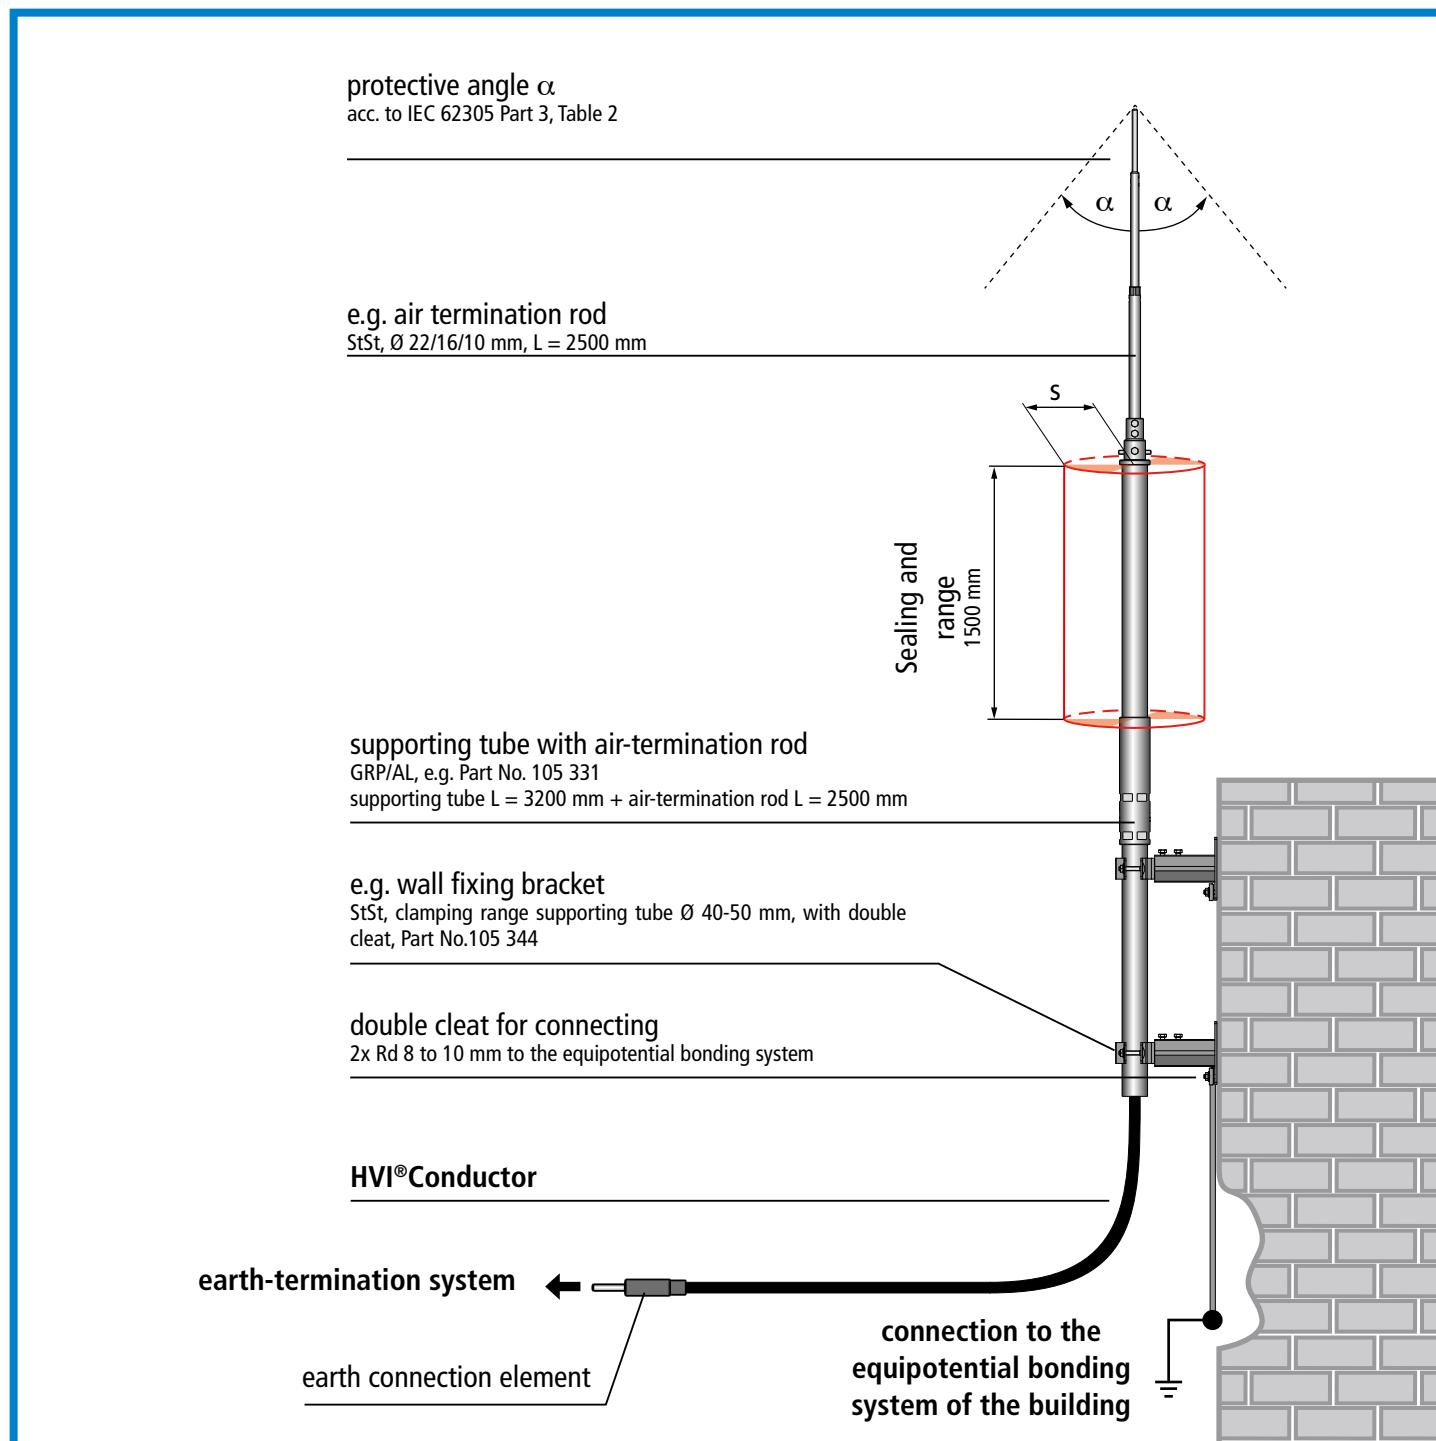 protective angle α
acc. to IEC 62305 Part 3, Table 2
α α
e.g. air termination rod
StSt, Ø 22/16/10 mm, L = 2500 mm
s
Sealing and
range
1500 mm
supporting tube with air-termination rod
GRP/AL, e.g. Part No. 105 331
supporting tube L = 3200 mm + air-termination rod L = 2500 mm
e.g. wall fixing bracket
StSt, clamping range supporting tube Ø 40-50 mm, with double
cleat, Part No.105 344
double cleat for connecting
2x Rd 8 to 10 mm to the equipotential bonding system
HVI®Conductor
earth-termination system
connection to the
equipotential bonding
system of the building
earth connection element